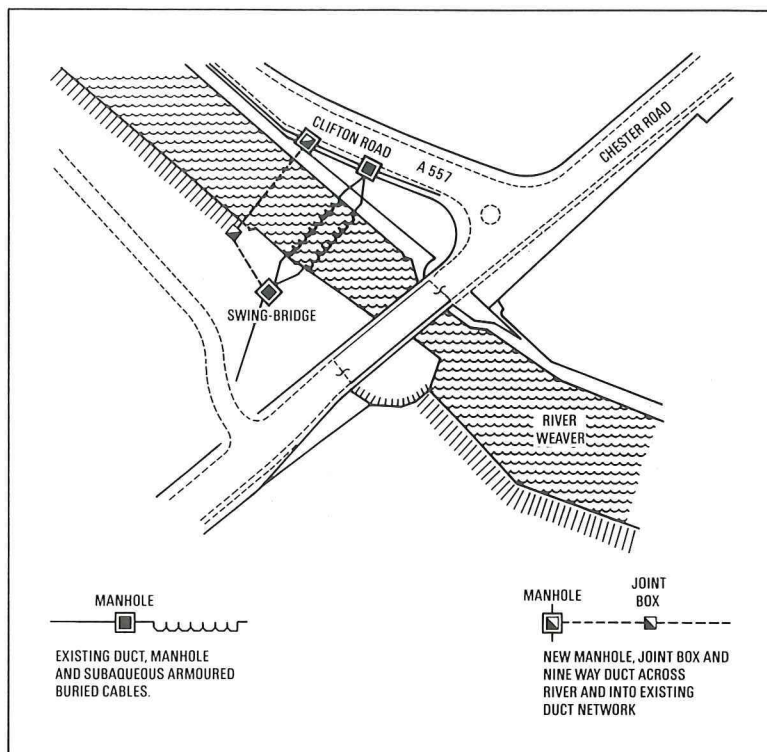 CLIFTON ROAD
A 557
CHESTER ROAD
SWING-BRIDGE
RIVER
WEAVER
MANHOLE
EXISTING DUCT, MANHOLE
AND SUBAQUEOUS ARMOURED
BURIED CABLES.
MANHOLE
JOINT
BOX
NEW MANHOLE, JOINT BOX AND
NINE WAY DUCT ACROSS
RIVER AND INTO EXISTING
DUCT NETWORK